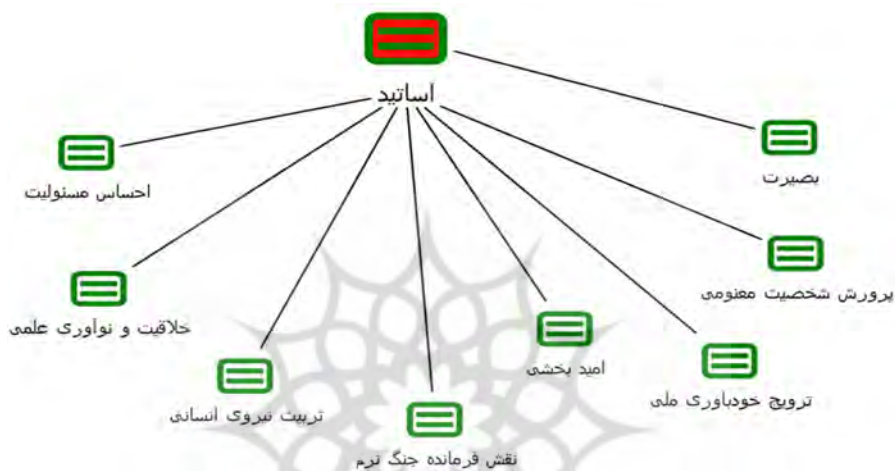 اساتید
بصیرت
احساس مسئولیت
پرورش شخصیت معنومی
خلاقیت و نوآوری علمی
امید بخشی
ترویج خودباوری ملی
تربیت نیروی انسانی
نقش فرمانده جنگ نرم